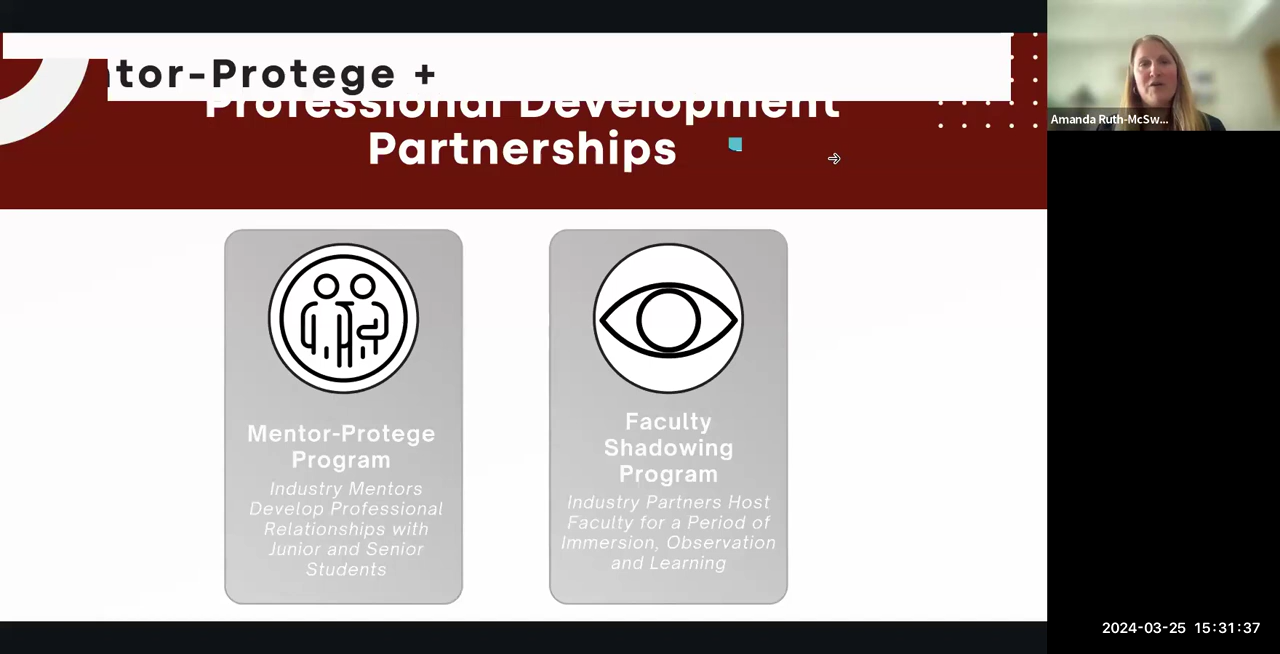 tor-Protege +
Professional Development
Partnerships
Amanda Ruth-McSw...
Mentor-Protege
Program
Industry Mentors
Develop Professional
Relationships with
Junior and Senior
Students
Faculty
Shadowing
Program
Industry Partners Host
Faculty for a Period of
Immersion, Observation
and Learning
2024-03-25 15:31:37